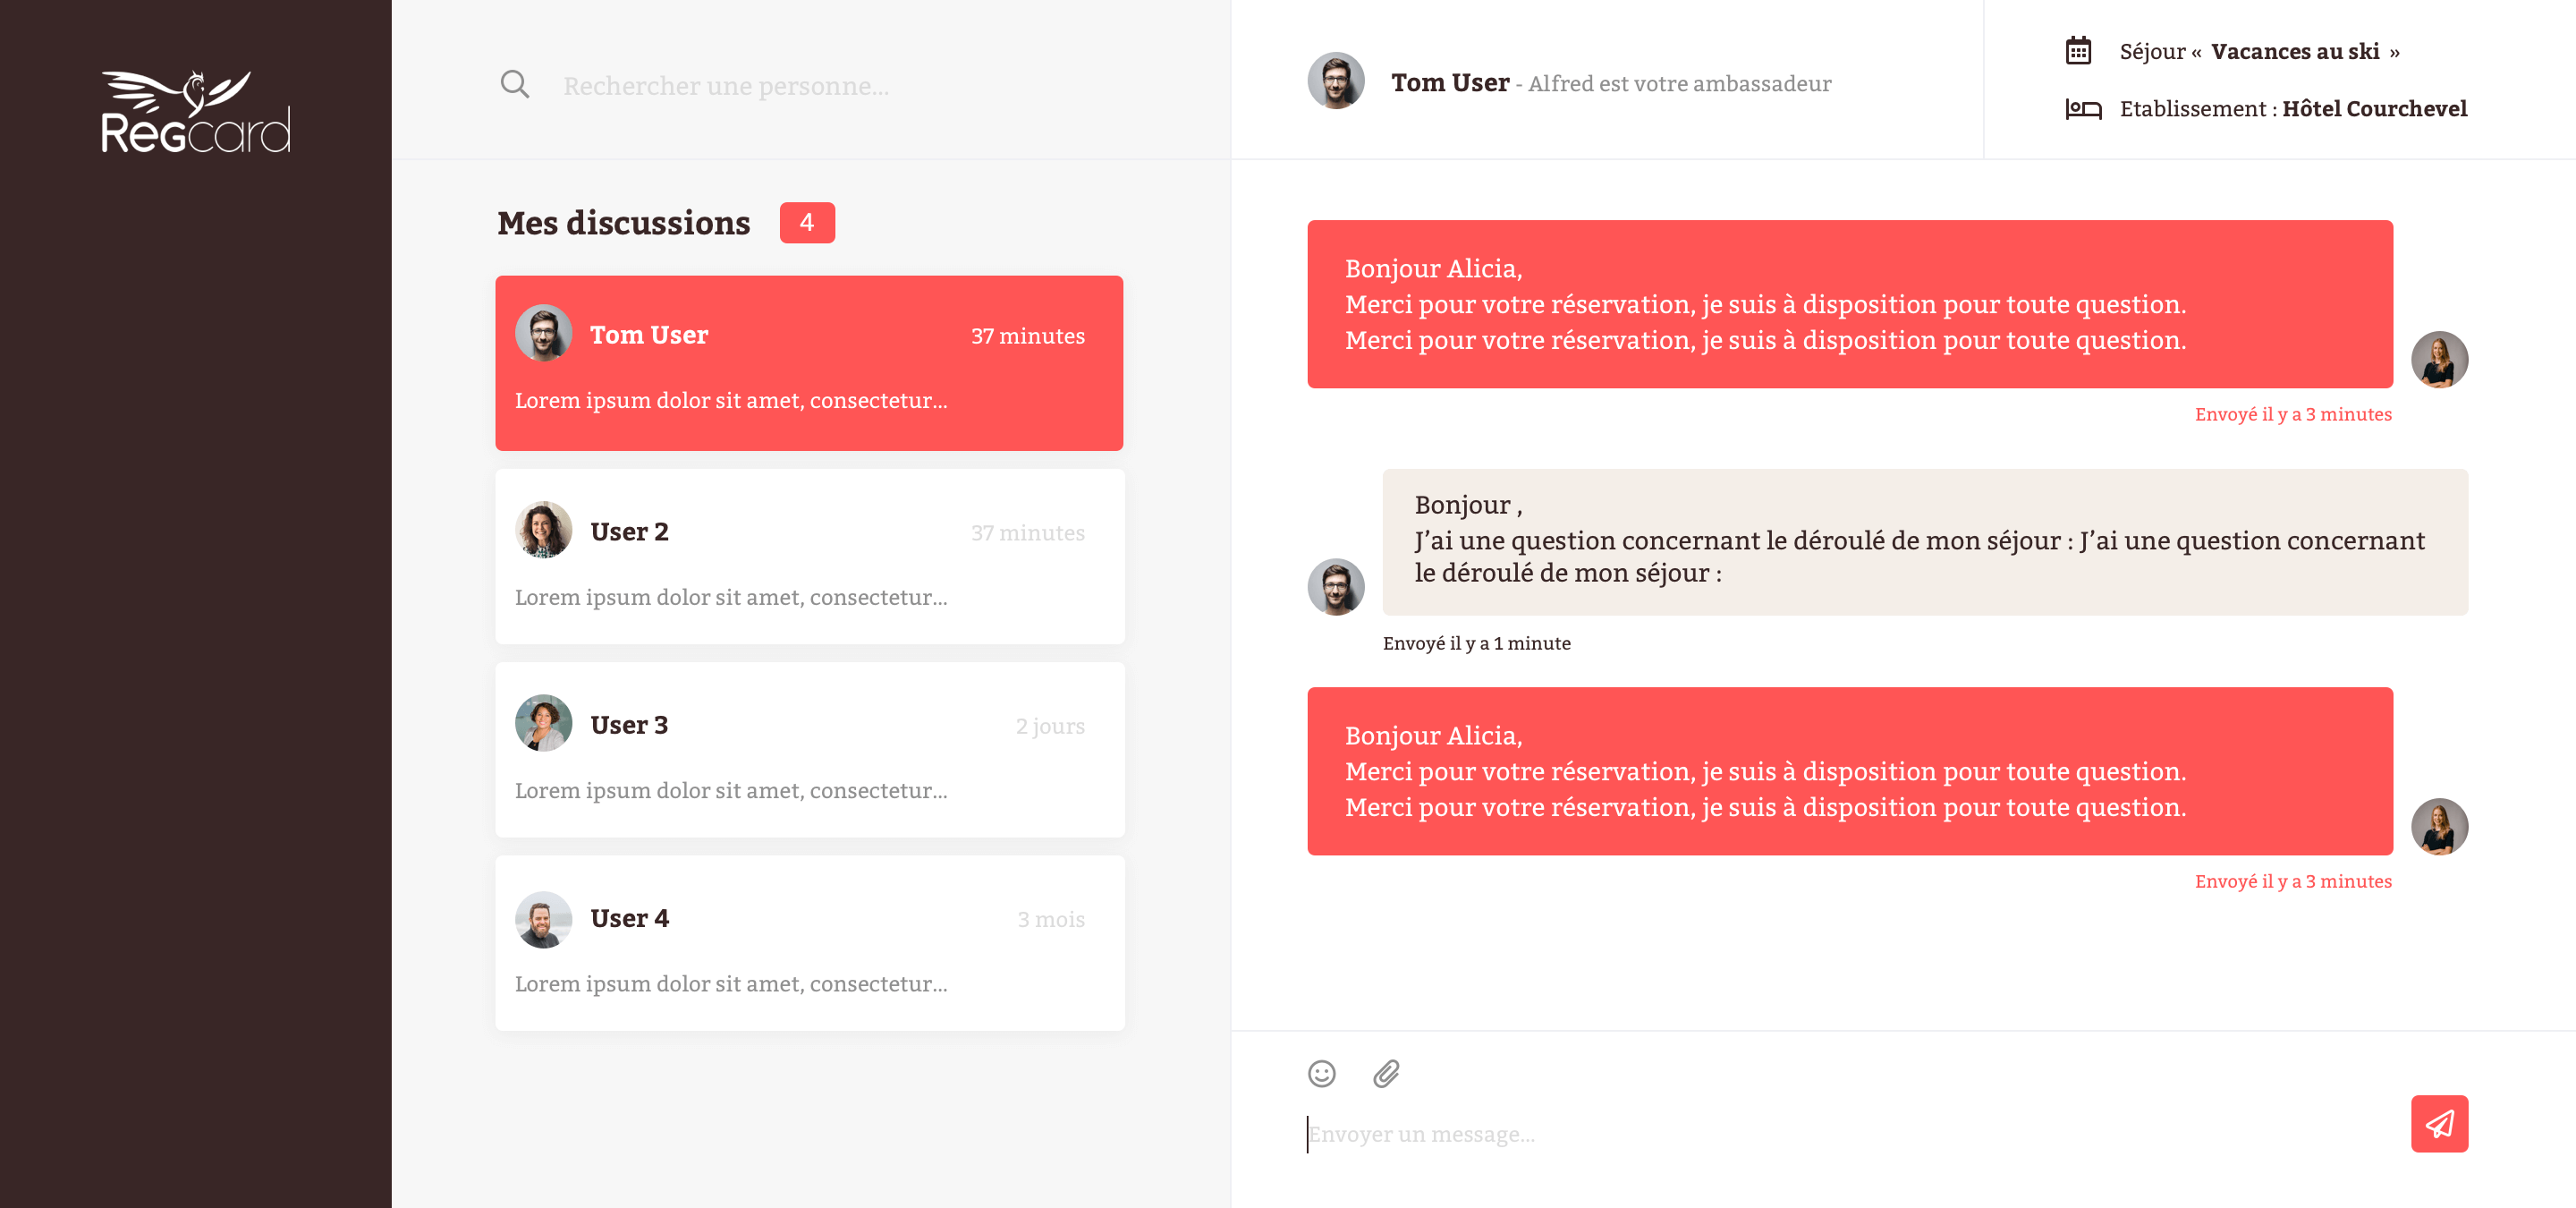 Regcard
Rechercher une personne...
Mes discussions 4
Tom User 37 minutes
Lorem ipsum dolor sit amet, consectetur...
User 2 37 minutes
Lorem ipsum dolor sit amet, consectetur...
User 3 2 jours
Lorem ipsum dolor sit amet, consectetur...
User 4 3 mois
Lorem ipsum dolor sit amet, consectetur...
Tom User - Alfred est votre ambassadeur
Séjour « Vacances au ski »
Etablissement : Hôtel Courchevel
Bonjour Alicia,
Merci pour votre réservation, je suis à disposition pour toute question.
Merci pour votre réservation, je suis à disposition pour toute question.
Envoyé il y a 3 minutes
Bonjour ,
J’ai une question concernant le déroulé de mon séjour : J’ai une question concernant
le déroulé de mon séjour :
Envoyé il y a 1 minute
Bonjour Alicia,
Merci pour votre réservation, je suis à disposition pour toute question.
Merci pour votre réservation, je suis à disposition pour toute question.
Envoyé il y a 3 minutes
Envoyer un message...